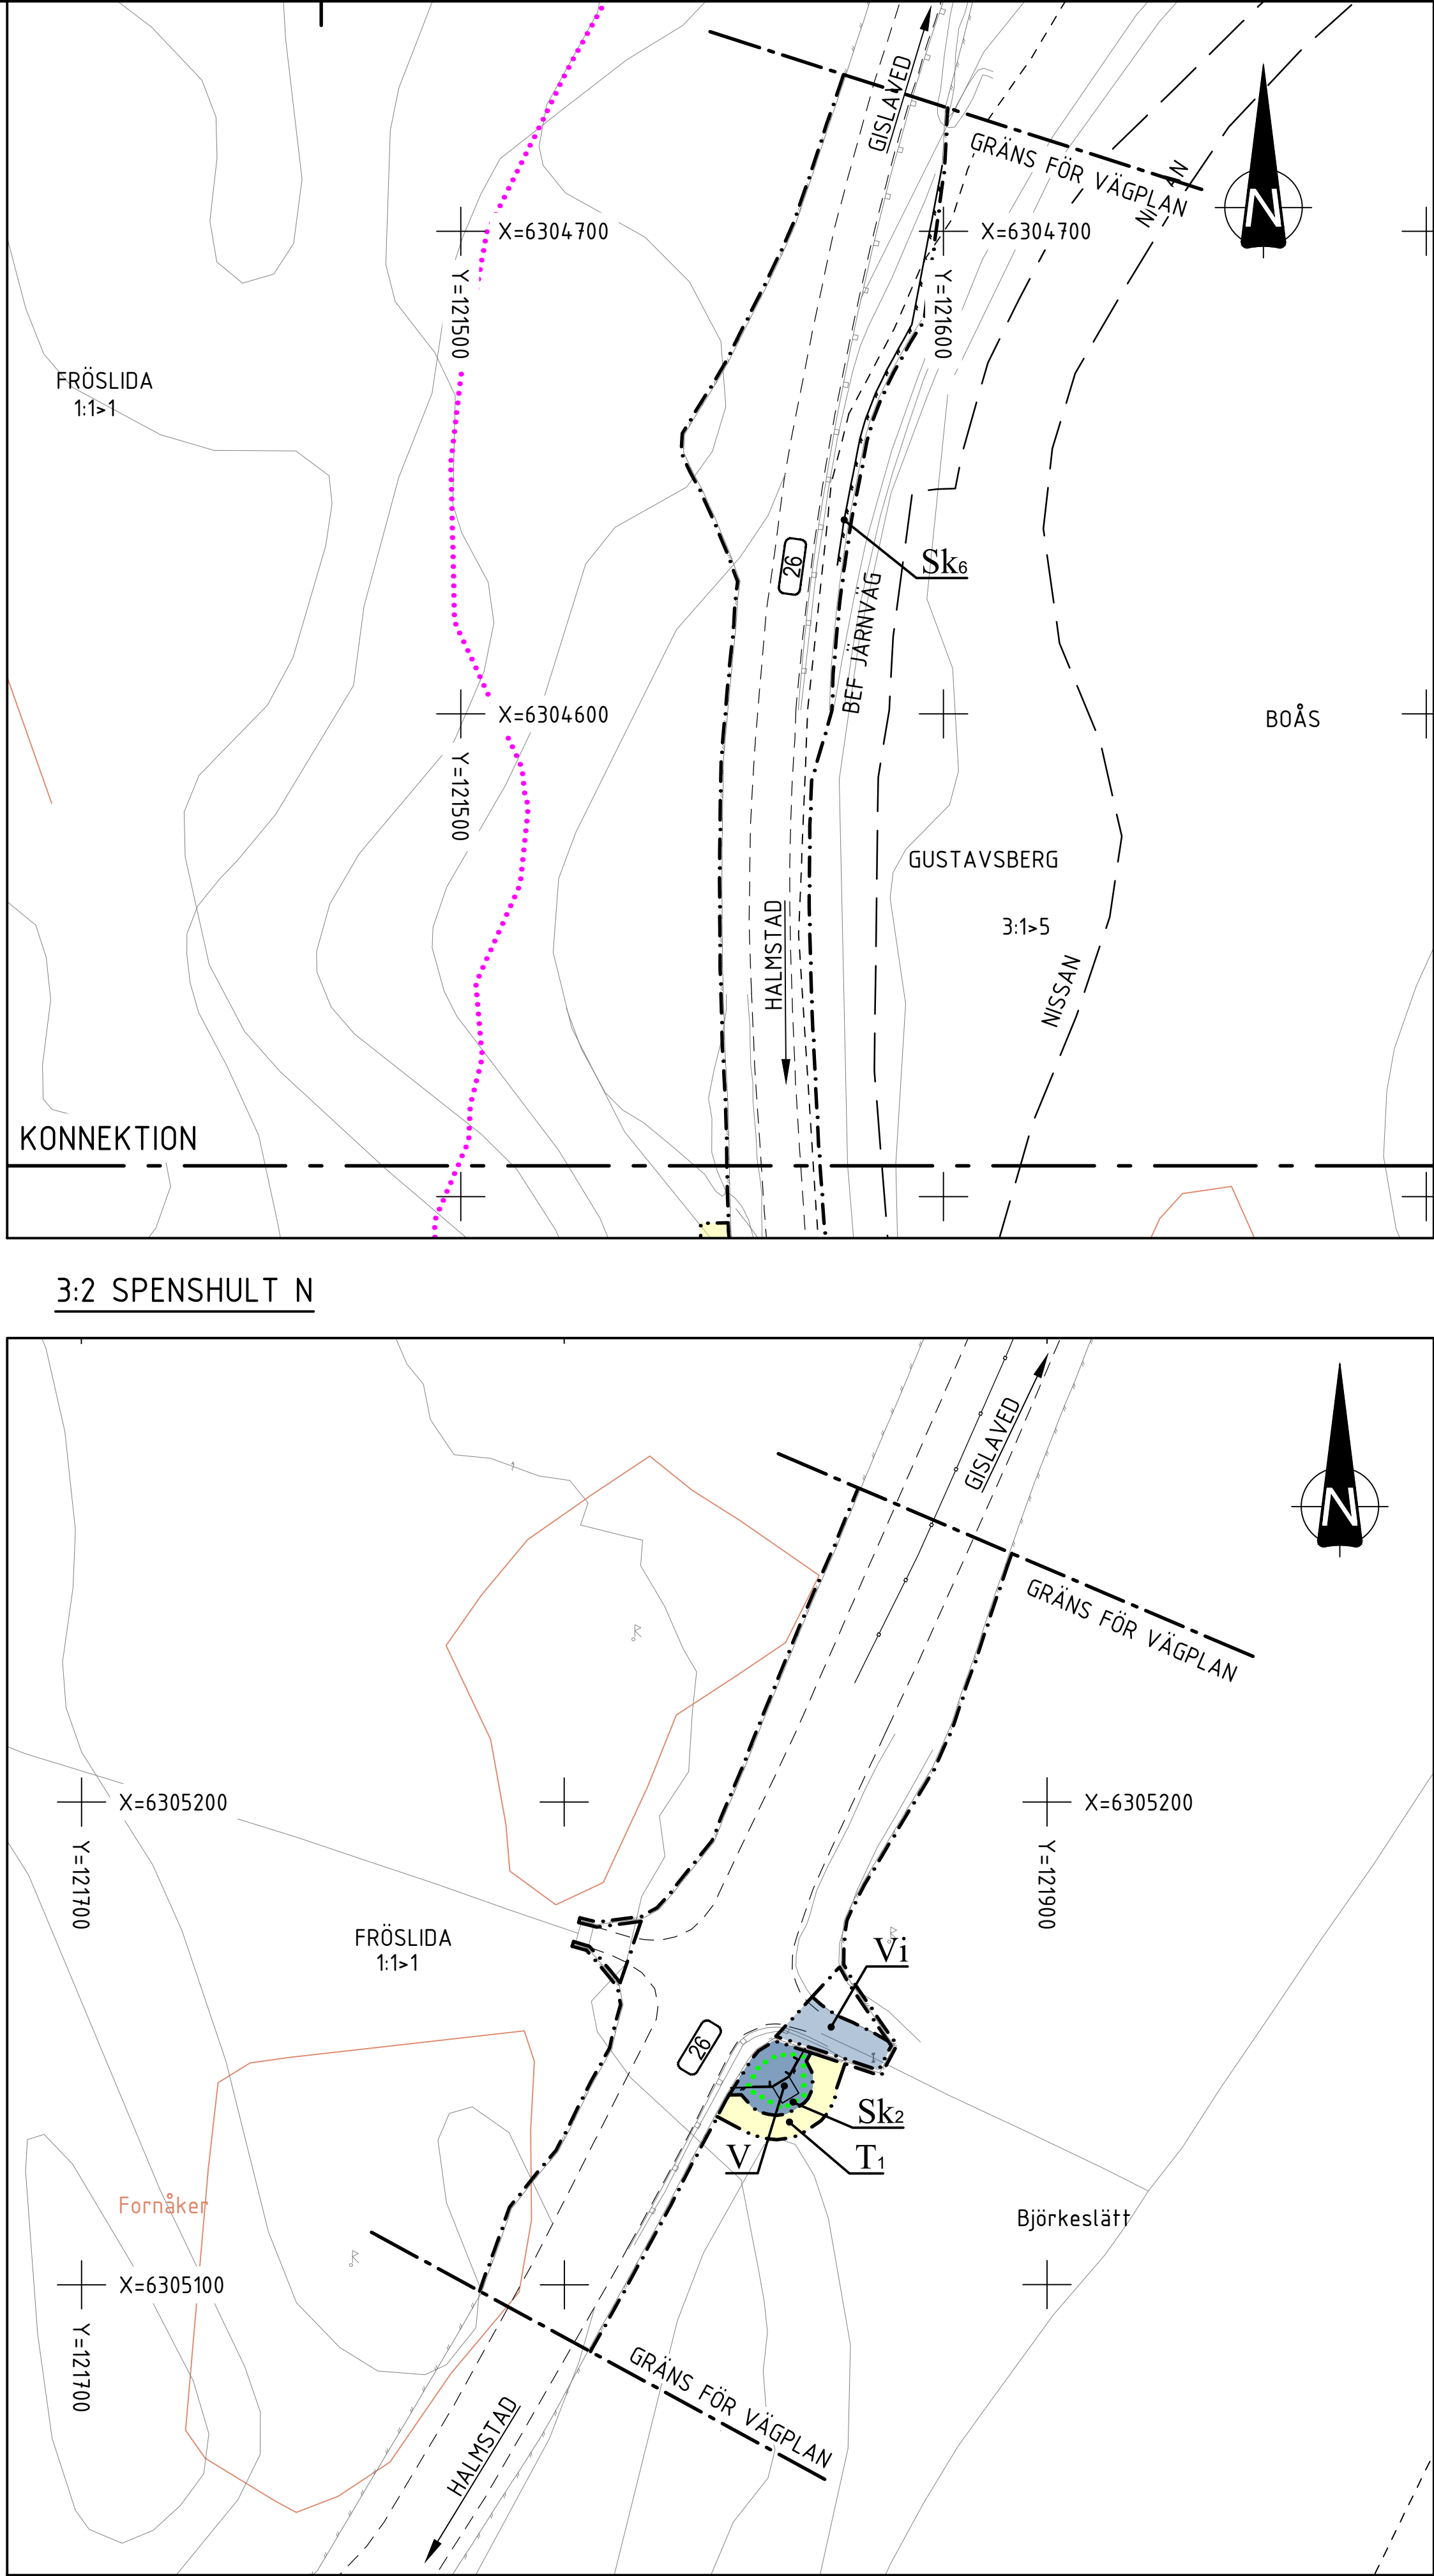 GISLAVED
GRÄNS FÖR VÄGPLAN
N
X=6304700
X=6304700
Y=121500
Y=121600
FRÖSLIDA
1:1>1
26
Sk6
BEF JÄRNVÄG
X=6304600
BOÅS
Y=121500
GUSTAVSBERG
3:1>5
HALMSTAD
NISSAN
KONNEKTION
3:2 SPENSHULT N
GISLAVED
N
GRÄNS FÖR VÄGPLAN
X=6305200
X=6305200
Y=121700
Y=121900
FRÖSLIDA
1:1>1
Vi
26
Sk2
V
T1
Fornåker
Björkeslätt
X=6305100
Y=121700
GRÄNS FÖR VÄGPLAN
HALMSTAD